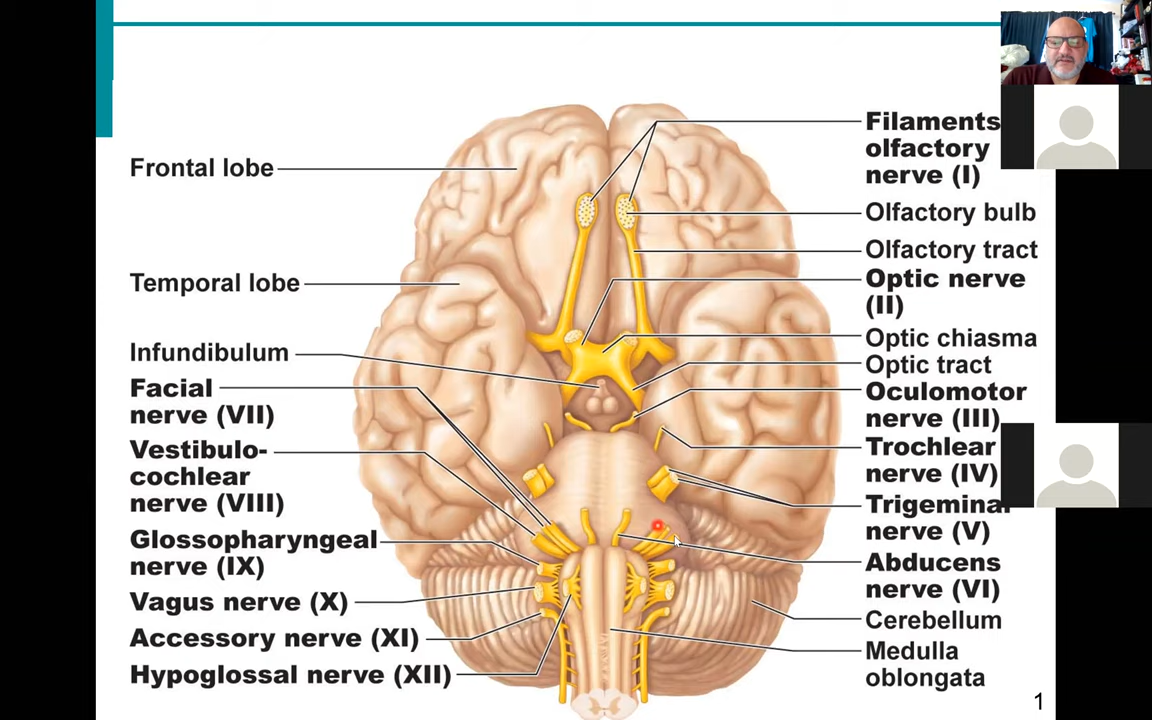 Frontal lobe
Temporal lobe
Infundibulum
Facial
nerve (VII)
Vestibulo-
cochlear
nerve (VIII)
Glossopharyngeal
nerve (IX)
Vagus nerve (X)
Accessory nerve (XI)
Hypoglossal nerve (XII)
Filaments
olfactory
nerve (I)
Olfactory bulb
Olfactory tract
Optic nerve
(II)
Optic chiasma
Optic tract
Oculomotor
nerve (III)
Trochlear
nerve (IV)
Trigeminal
nerve (V)
Abducens
nerve (VI)
Cerebellum
Medulla
oblongata
1